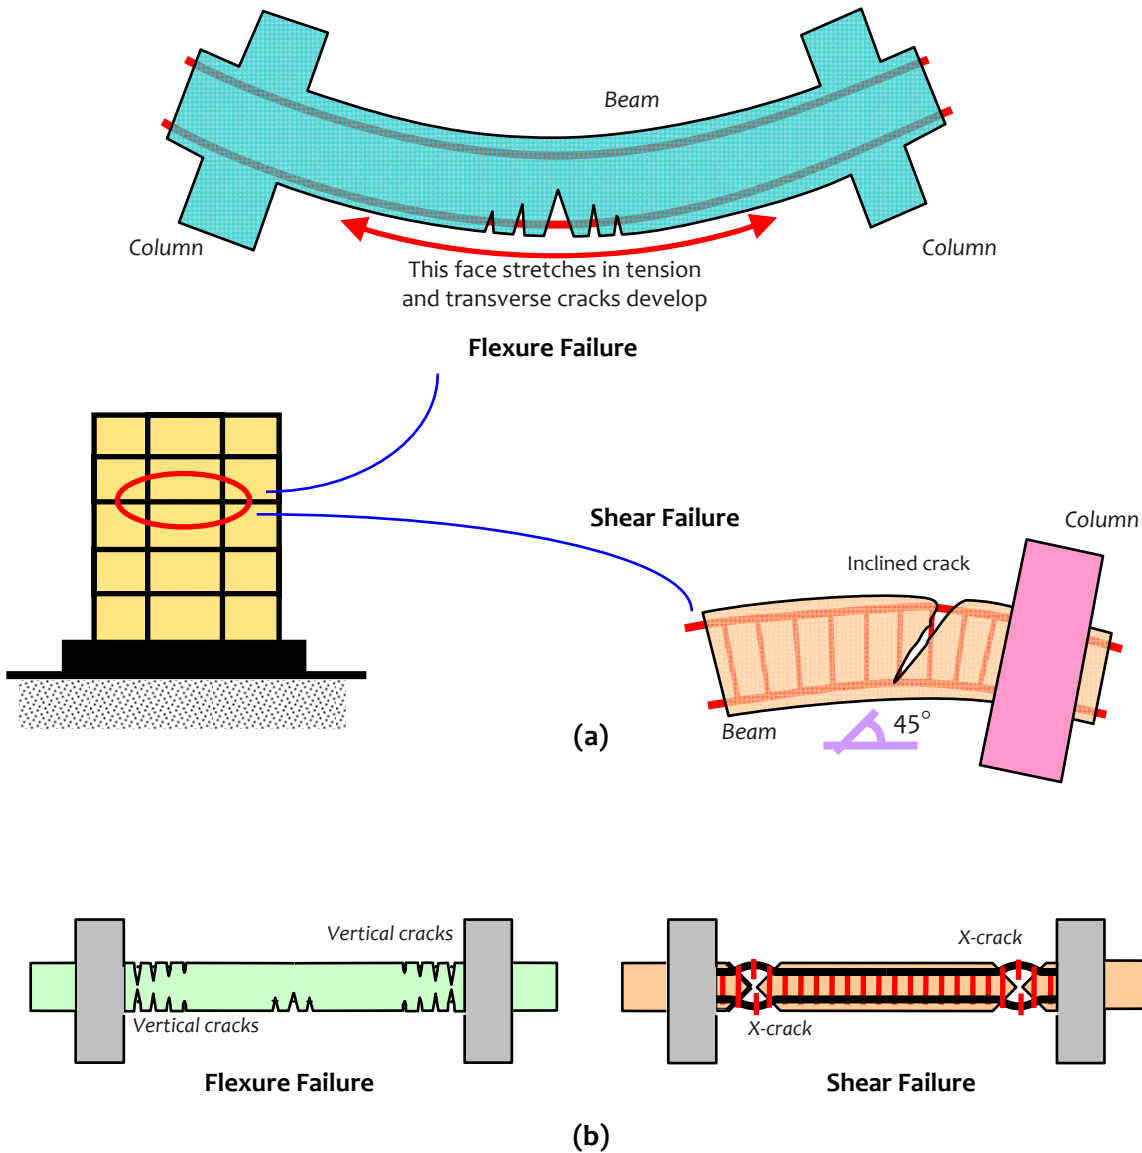 Beam
Column
Column
This face stretches in tension
and transverse cracks develop
Flexure Failure
Shear Failure
Column
Inclined crack
Beam
45°
(a)
Vertical cracks
X-crack
Vertical cracks
X-crack
Flexure Failure
Shear Failure
(b)